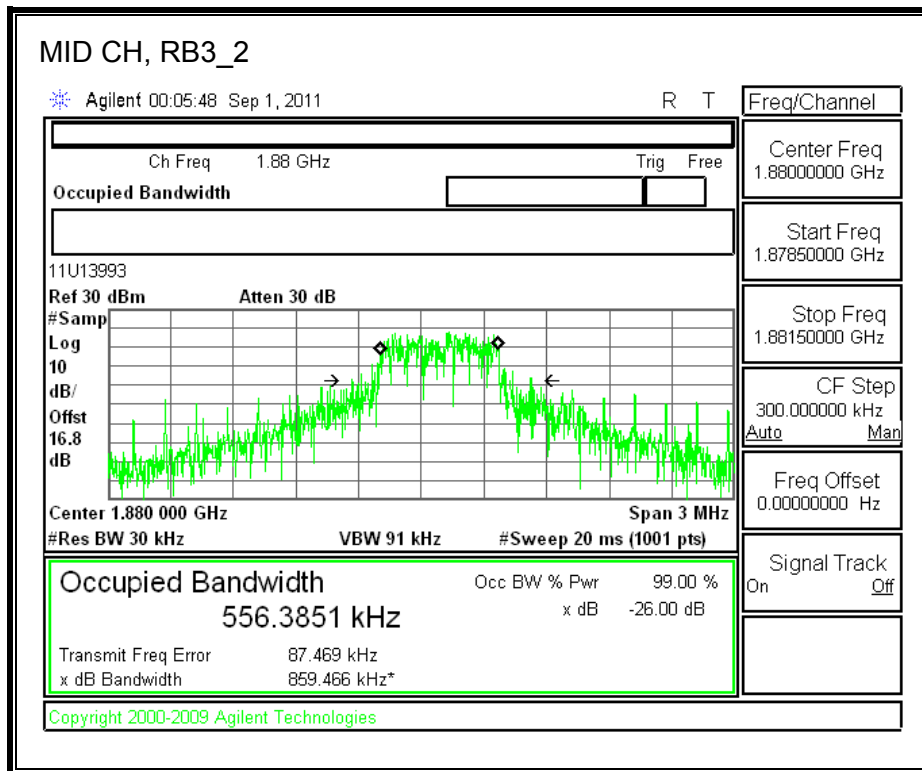 MID CH, RB3_2
Agilent 00:05:48 Sep 1, 2011 R T
Freq/Channel
Ch Freq 1.88 GHz Trig Free
Occupied Bandwidth
Center Freq
1.88000000 GHz
Start Freq
1.87850000 GHz
11U13993
Ref 30 dBm Atten 30 dB
#Samp
Log
10
dB/
Offst
16.8
dB
Stop Freq
1.88150000 GHz
CF Step
300.000000 kHz
Auto Man
Freq Offset
0.00000000 Hz
Center 1.880 000 GHz Span 3 MHz
#Res BW 30 kHz VBW 91 kHz #Sweep 20 ms (1001 pts)
Signal Track
On Off
Occupied Bandwidth Occ BW % Pwr 99.00 %
556.3851 kHz x dB -26.00 dB
Transmit Freq Error 87.469 kHz
x dB Bandwidth 859.466 kHz*
Copyright 2000-2009 Agilent Technologies